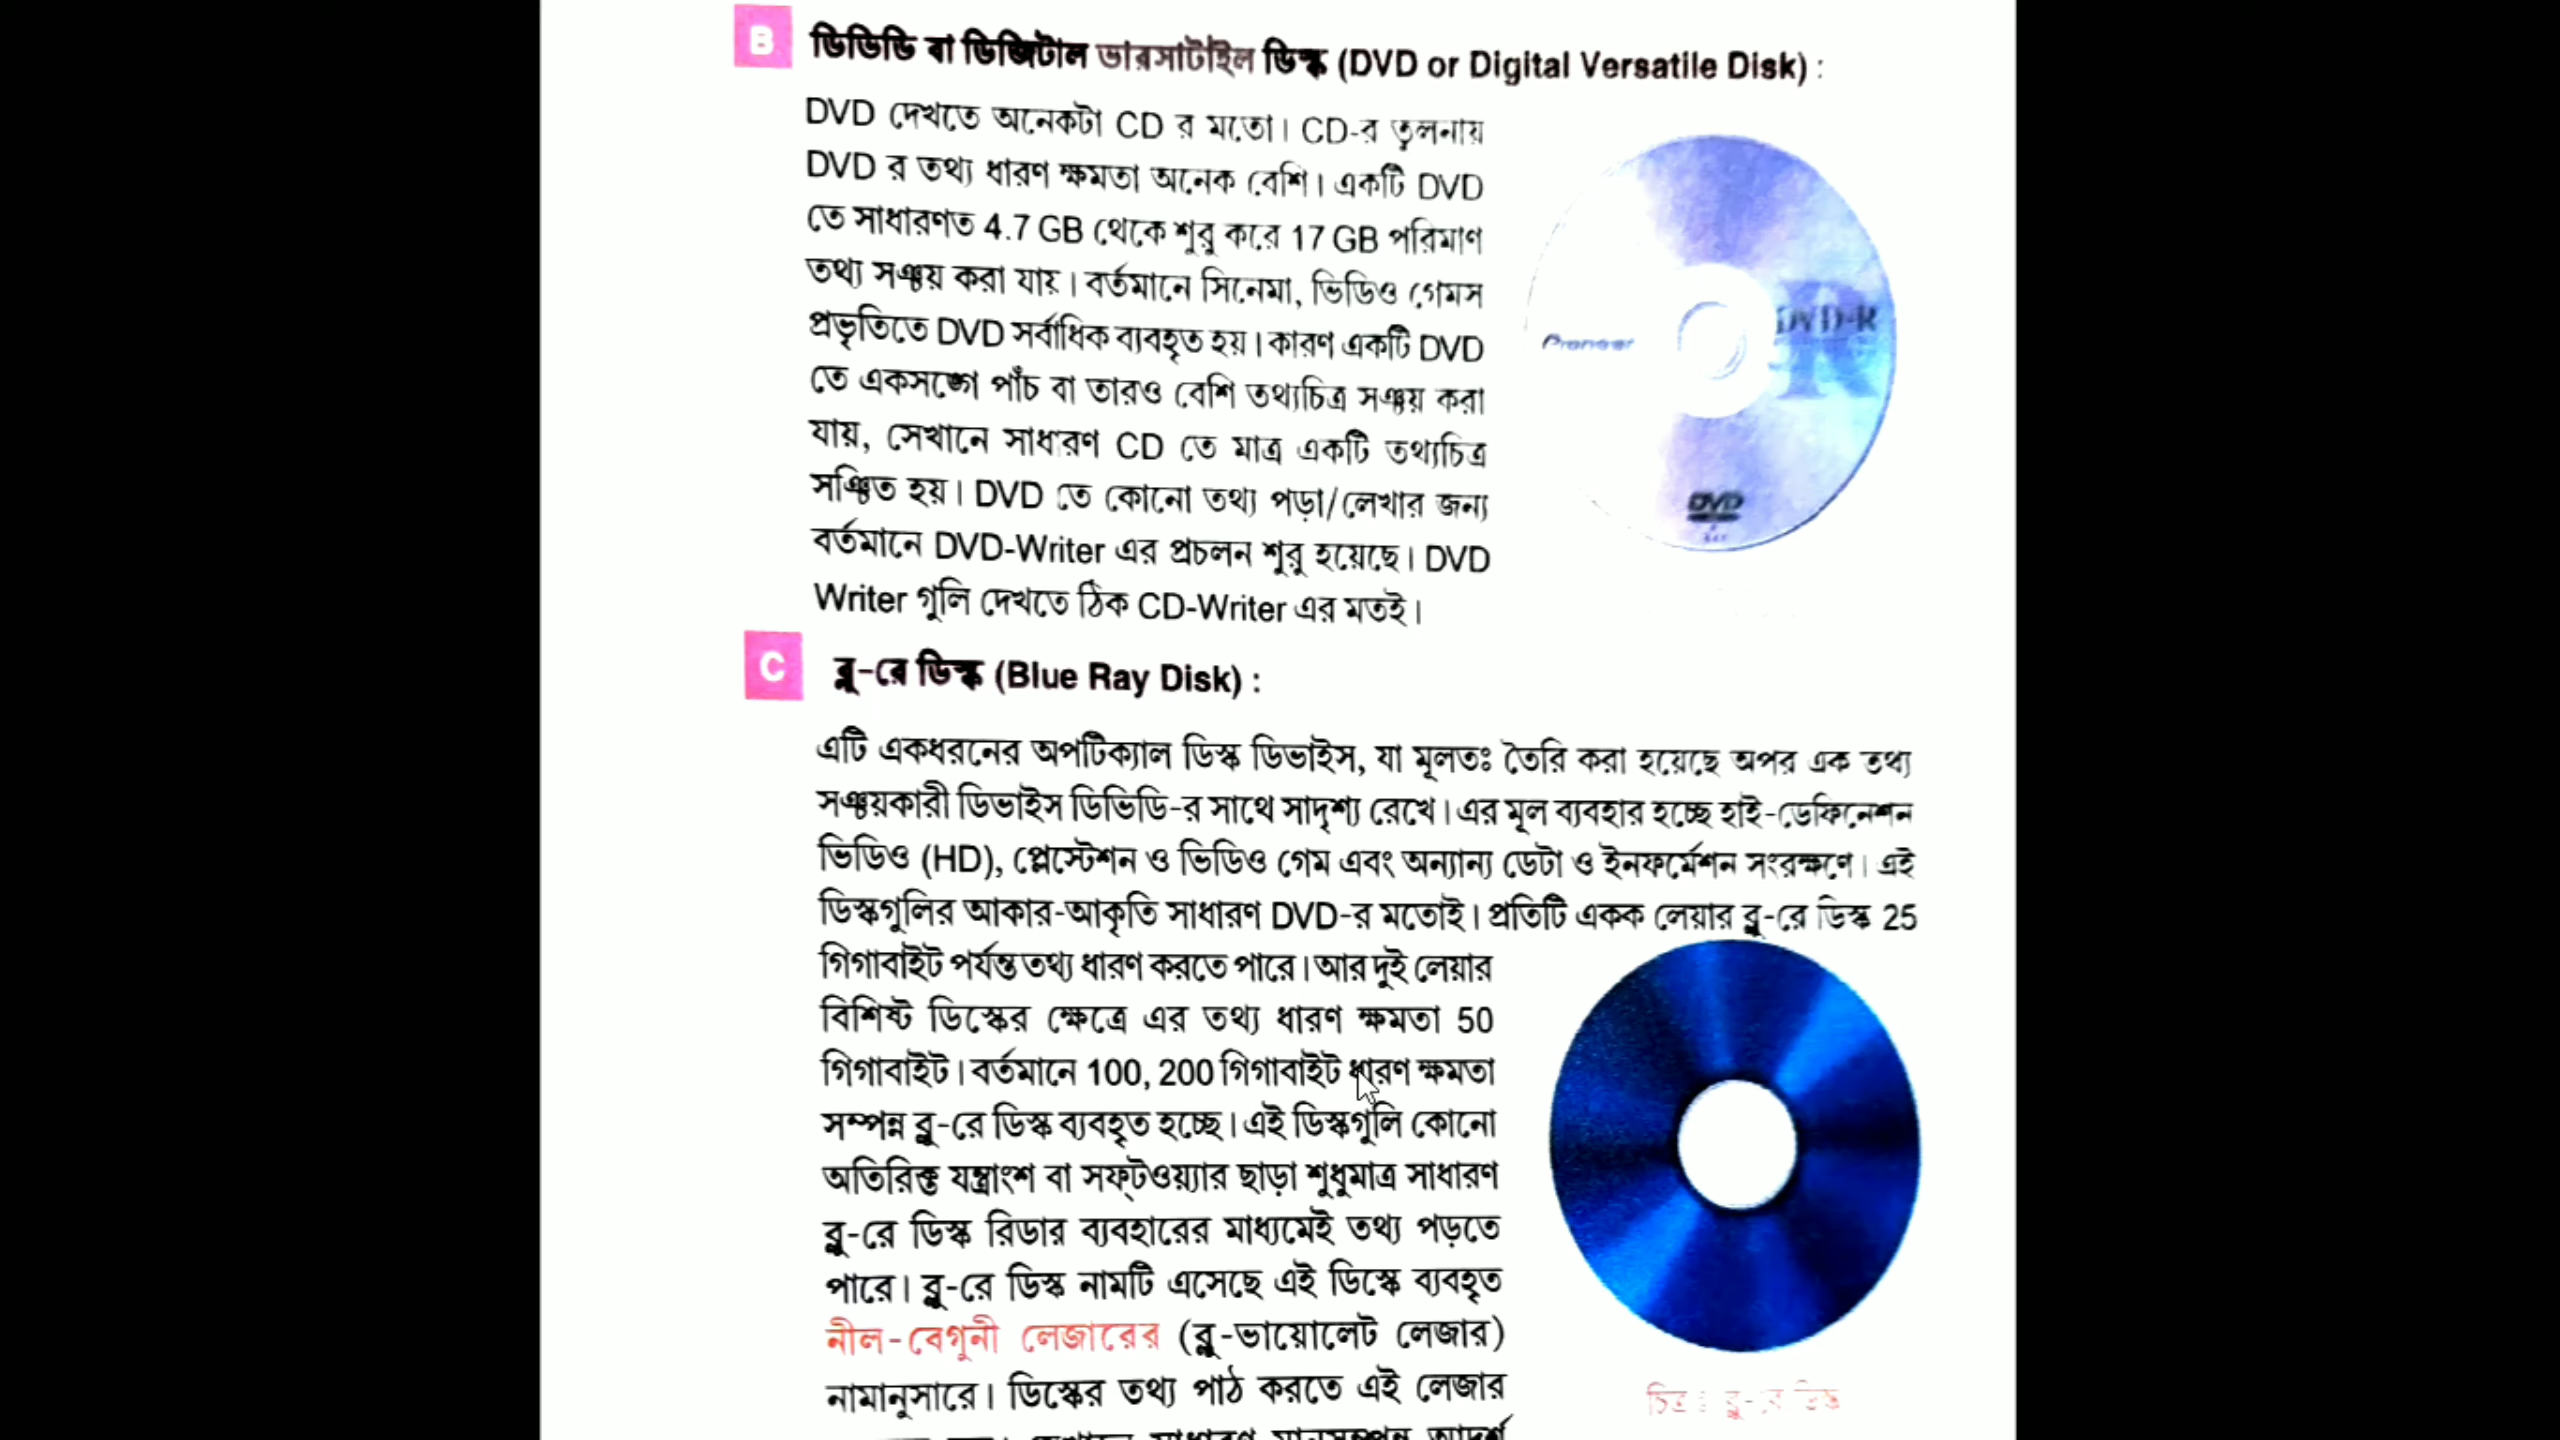 B
ডিভিডি বা ডিজিটাল ভারসাটাইল ডিস্ক (DVD or Digital Versatile Disk) :
DVD দেখতে অনেকটা CD র মতো। CD-র তুলনায়
DVD র তথ্য ধারণ ক্ষমতা অনেক বেশি। একটি DVD
তে সাধারণত 4.7 GB থেকে শুরু করে 17 GB পরিমাণ
তথ্য সঞ্চয় করা যায়। বর্তমানে সিনেমা, ভিডিও গেমস
প্রভৃতিতে DVD সর্বাধিক ব্যবহৃত হয়। কারণ একটি DVD
তে একসঙ্গে পাঁচ বা তারও বেশি তথ্যচিত্র সঞ্চয় করা
যায়, সেখানে সাধারণ CD তে মাত্র একটি তথ্যচিত্র
সঞ্চিত হয়। DVD তে কোনো তথ্য পড়া/লেখার জন্য
বর্তমানে DVD-Writer এর প্রচলন শুরু হয়েছে। DVD
Writer গুলি দেখতে ঠিক CD-Writer এর মতই।
Pioneer
DVD-R
R
DVD
C
ব্লু-রে ডিস্ক (Blue Ray Disk) :
এটি একধরনের অপটিক্যাল ডিস্ক ডিভাইস, যা মূলতঃ তৈরি করা হয়েছে অপর এক তথ্য
সঞ্চয়কারী ডিভাইস ডিভিডি-র সাথে সাদৃশ্য রেখে। এর মূল ব্যবহার হচ্ছে হাই-ডেফিনেশন
ভিডিও (HD), প্লেস্টেশন ও ভিডিও গেম এবং অন্যান্য ডেটা ও ইনফর্মেশন সংরক্ষণে। এই
ডিস্কগুলির আকার-আকৃতি সাধারণ DVD-র মতোই। প্রতিটি একক লেয়ার ব্লু-রে ডিস্ক 25
গিগাবাইট পর্যন্ত তথ্য ধারণ করতে পারে। আর দুই লেয়ার
বিশিষ্ট ডিস্কের ক্ষেত্রে এর তথ্য ধারণ ক্ষমতা 50
গিগাবাইট। বর্তমানে 100, 200 গিগাবাইট ধারণ ক্ষমতা
সম্পন্ন ব্লু-রে ডিস্ক ব্যবহৃত হচ্ছে। এই ডিস্কগুলি কোনো
অতিরিক্ত যন্ত্রাংশ বা সফ্‌টওয়্যার ছাড়া শুধুমাত্র সাধারণ
ব্লু-রে ডিস্ক রিডার ব্যবহারের মাধ্যমেই তথ্য পড়তে
পারে। ব্লু-রে ডিস্ক নামটি এসেছে এই ডিস্কে ব্যবহৃত
নীল-বেগুনী লেজারের (ব্লু-ভায়োলেট লেজার)
নামানুসারে। ডিস্কের তথ্য পাঠ করতে এই লেজার
সাধারণ মানসম্পন্ন আদর্শ
চিত্র : ব্লু-রে ডিস্ক